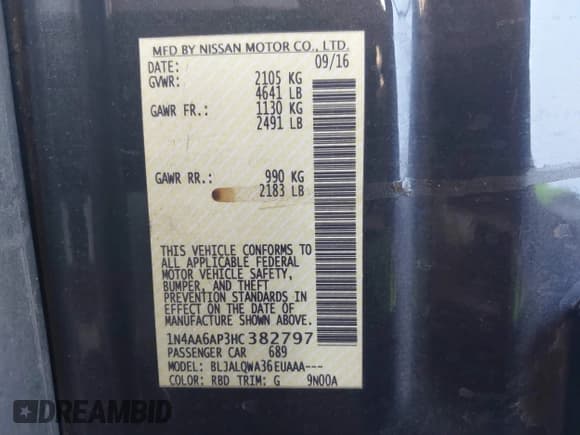 MFD BY NISSAN MOTOR CO., LTD.
DATE: 09/16
GVWR: 2105 KG
4641 LB
GAWR FR.: 1130 KG
2491 LB
GAWR RR.: 990 KG
2183 LB
THIS VEHICLE CONFORMS TO
ALL APPLICABLE FEDERAL
MOTOR VEHICLE SAFETY,
BUMPER, AND THEFT
PREVENTION STANDARDS IN
EFFECT ON THE DATE OF
MANUFACTURE SHOWN ABOVE.
1N4AA6AP3HC382797
PASSENGER CAR 689
MODEL: BLJALQWA36EUAAA---
COLOR: RBD TRIM: G 9N00A
DREAMBID